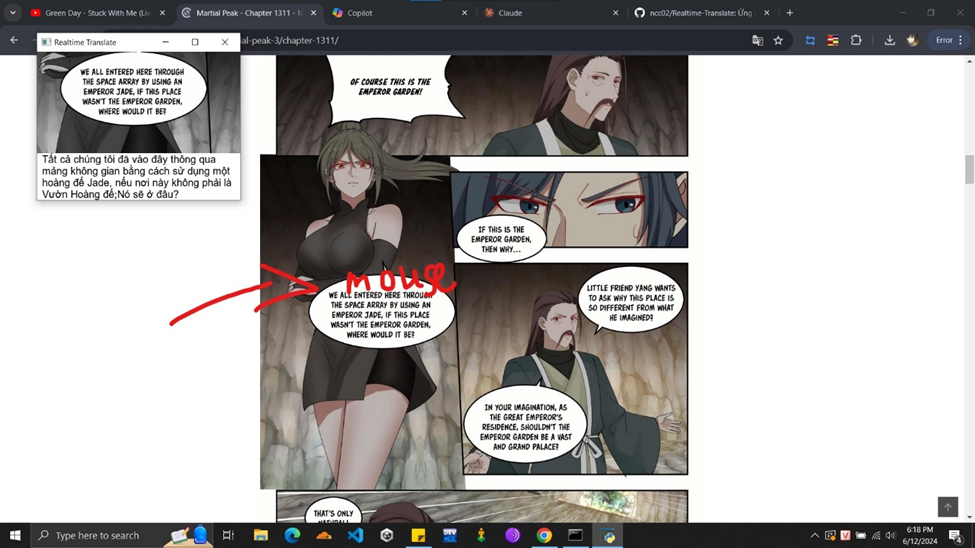 Green Day - Stuck With Me (Liv
Martial Peak - Chapter 1311 - M
Copilot
Claude
ncc02/Realtime-Translate: Ứng
Realtime Translate
ial-peak-3/chapter-1311/
Error
WE ALL ENTERED HERE THROUGH
THE SPACE ARRAY BY USING AN
EMPEROR JADE, IF THIS PLACE
WASN'T THE EMPEROR GARDEN,
WHERE WOULD IT BE?
Tất cả chúng tôi đã vào đây thông qua
mảng không gian bằng cách sử dụng một
hoàng đế Jade, nếu nơi này không phải là
Vườn Hoàng đế;Nó sẽ ở đâu?
OF COURSE THIS IS THE
EMPEROR GARDEN!
IF THIS IS THE
EMPEROR GARDEN,
THEN WHY...
mouse
WE ALL ENTERED HERE THROUGH
THE SPACE ARRAY BY USING AN
EMPEROR JADE, IF THIS PLACE
WASN'T THE EMPEROR GARDEN,
WHERE WOULD IT BE?
LITTLE FRIEND YANG WANTS
TO ASK WHY THIS PLACE IS
SO DIFFERENT FROM WHAT
HE IMAGINED?
IN YOUR IMAGINATION, AS
THE GREAT EMPEROR'S
RESIDENCE, SHOULDN'T THE
EMPEROR GARDEN BE A VAST
AND GRAND PALACE?
THAT'S ONLY
Type here to search
DEV
6:18 PM
6/12/2024
4